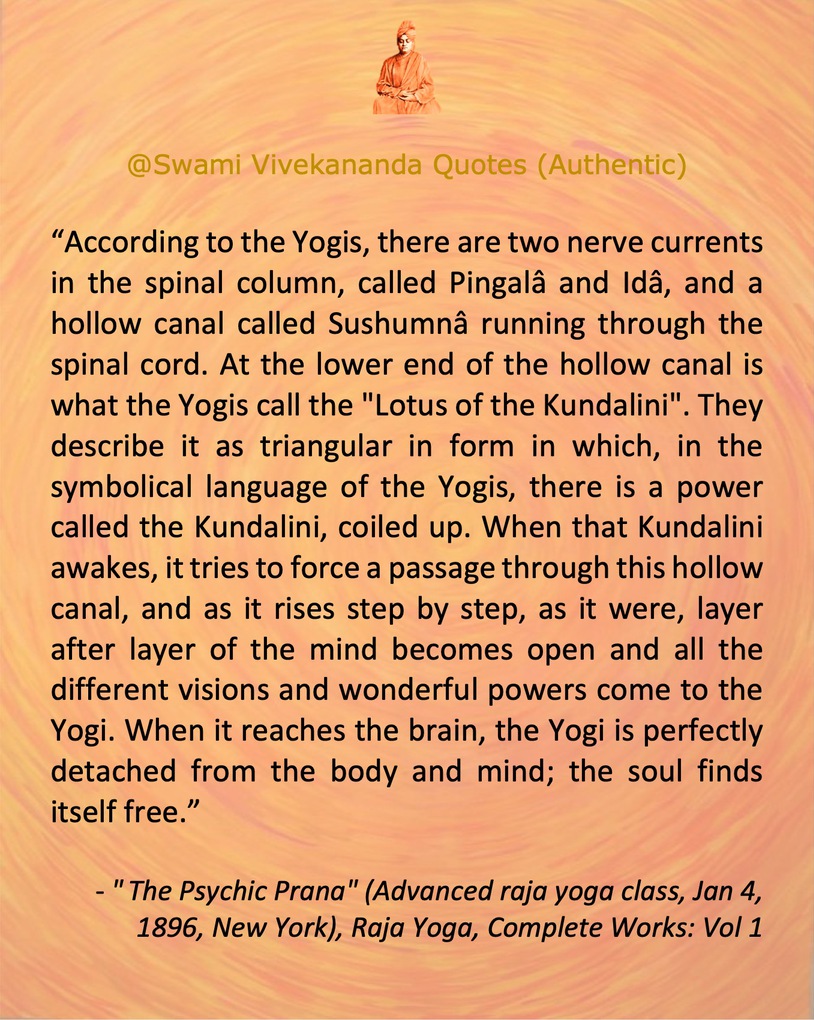 @Swami Vivekananda Quotes (Authentic)
“According to the Yogis, there are two nerve currents
in the spinal column, called Pingalâ and Idâ, and a
hollow canal called Sushumnâ running through the
spinal cord. At the lower end of the hollow canal is
what the Yogis call the "Lotus of the Kundalini". They
describe it as triangular in form in which, in the
symbolical language of the Yogis, there is a power
called the Kundalini, coiled up. When that Kundalini
awakes, it tries to force a passage through this hollow
canal, and as it rises step by step, as it were, layer
after layer of the mind becomes open and all the
different visions and wonderful powers come to the
Yogi. When it reaches the brain, the Yogi is perfectly
detached from the body and mind; the soul finds
itself free.”
- "The Psychic Prana" (Advanced raja yoga class, Jan 4,
1896, New York), Raja Yoga, Complete Works: Vol 1